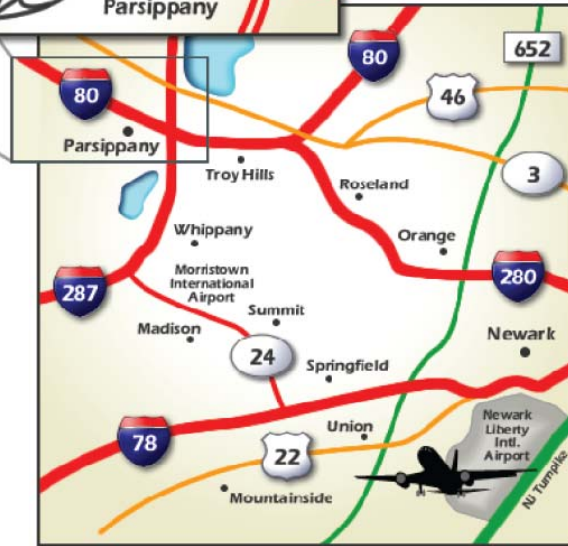 Parsippany
80
652
80
46
Parsippany
Troy Hills
3
Roseland
Whippany
Orange
Morristown
International
Airport
280
287
Summit
Madison
Newark
24
Springfield
Newark
Liberty
Intl.
Airport
Union
78
22
NJ Turnpike
Mountainside